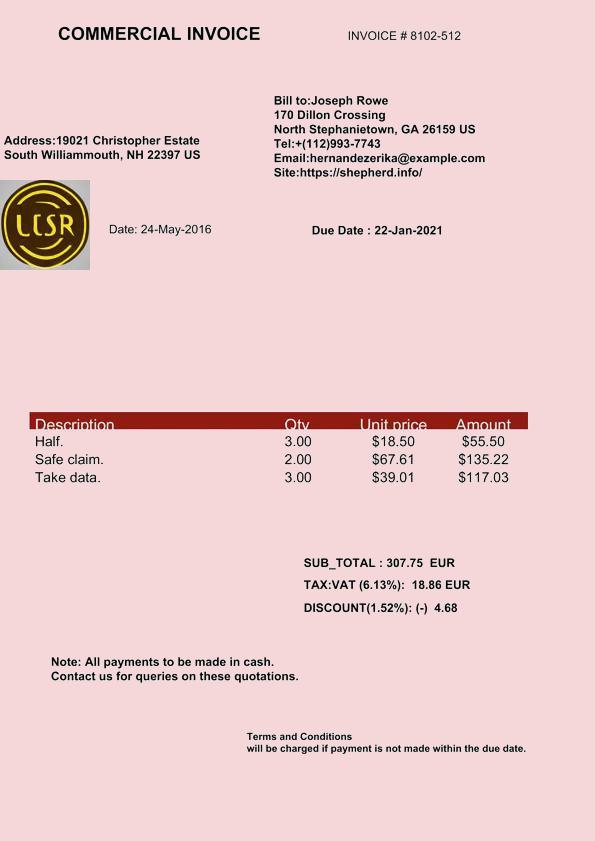 COMMERCIAL INVOICE INVOICE # 8102-512
Bill to:Joseph Rowe
170 Dillon Crossing
North Stephanietown, GA 26159 US
Tel:+(112)993-7743
Email:hernandezerika@example.com
Site:https://shepherd.info/
Address:19021 Christopher Estate
South Williammouth, NH 22397 US
LCSR
Date: 24-May-2016
Due Date : 22-Jan-2021
Description Qty Unit price Amount
Half. 3.00 $18.50 $55.50
Safe claim. 2.00 $67.61 $135.22
Take data. 3.00 $39.01 $117.03
SUB_TOTAL : 307.75 EUR
TAX:VAT (6.13%): 18.86 EUR
DISCOUNT(1.52%): (-) 4.68
Note: All payments to be made in cash.
Contact us for queries on these quotations.
Terms and Conditions
will be charged if payment is not made within the due date.